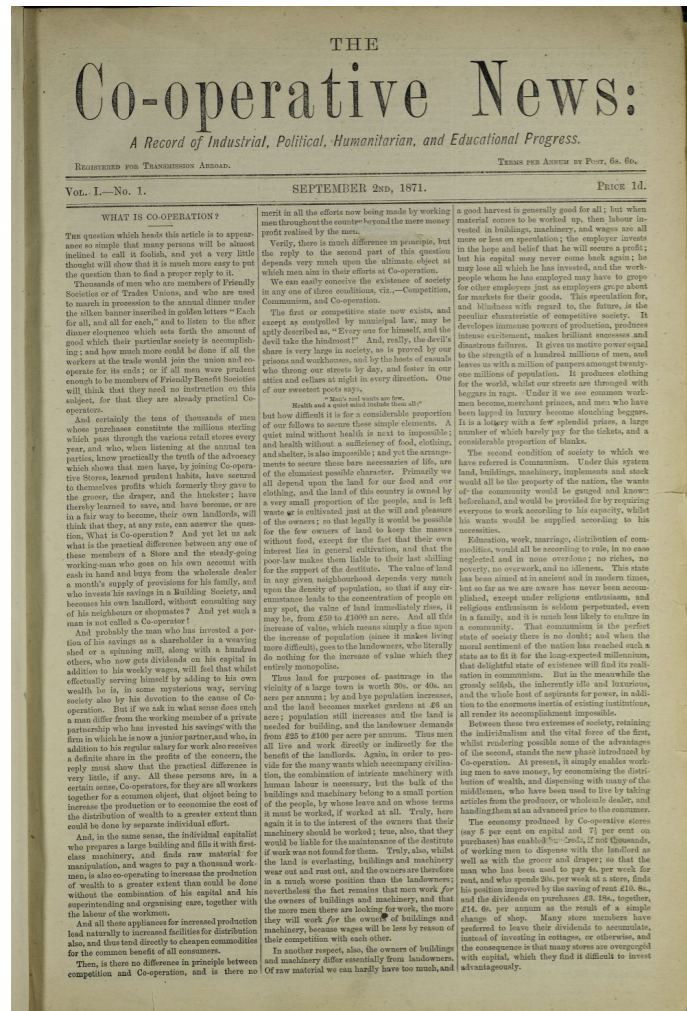 THE
Co-operative News:
A Record of Industrial, Political, Humanitarian, and Educational Progress.
REGISTERED FOR TRANSMISSION ABROAD.
TERMS PER ANNUM BY POST, 6s. 6D.
VOL. I.—No. 1.
SEPTEMBER 2ND, 1871.
PRICE 1d.
WHAT IS CO-OPERATION?
THE question which heads this article is to appear-
ance so simple that many persons will be almost
inclined to call it foolish, and yet a very little
thought will show that it is much more easy to put
the question than to find a proper reply to it.
Thousands of men who are members of Friendly
Societies or of Trades Unions, and who are used
to march in procession to the annual dinner under
the silken banner inscribed in golden letters "Each
for all, and all for each," and to listen to the after
dinner eloquence which sets forth the amount of
good which their particular society is accomplish-
ing; and how much more could be done if all the
workers at the trade would join the union and co-
operate for its ends; or if all men were prudent
enough to be members of Friendly Benefit Societies
will think that they need no instruction on this
subject, for that they are already practical Co-
operators.
And certainly the tens of thousands of men
whose purchases constitute the millions sterling
which pass through the various retail stores every
year, and who, when listening at the annual tea
parties, know practically the truth of the advocacy
which shows that men have, by joining Co-opera-
tive Stores, learned prudent habits, have secured
to themselves profits which formerly they gave to
the grocer, the draper, and the huckster; have
thereby learned to save, and have become, or are
in a fair way to become, their own landlords, will
think that they, at any rate, can answer the ques-
tion, What is Co-operation? And yet let us ask
what is the practical difference between any one of
these members of a Store and the steady-going
working-man who goes on his own account with
cash in hand and buys from the wholesale dealer
a month's supply of provisions for his family, and
who invests his savings in a Building Society, and
becomes his own landlord, without consulting any
of his neighbours or shopmates? And yet such a
man is not called a Co-operator!
And probably the man who has invested a por-
tion of his savings as a shareholder in a weaving
shed or a spinning mill, along with a hundred
others, who now gets dividends on his capital in
addition to his weekly wages, will feel that whilst
effectually serving himself by adding to his own
wealth he is, in some mysterious way, serving
society also by his devotion to the cause of Co-
operation. But if we ask in what sense does such
a man differ from the working member of a private
partnership who has invested his savings with the
firm in which he is now a junior partner, and who, in
addition to his regular salary for work also receives
a definite share in the profits of the concern, the
reply must show that the practical difference is
very little, if any. All these persons are, in a
certain sense, Co-operators, for they are all workers
together for a common object, that object being to
increase the production or to economise the cost of
the distribution of wealth to a greater extent than
could be done by separate individual effort.
And, in the same sense, the individual capitalist
who prepares a large building and fills it with first-
class machinery, and finds raw material for
manipulation, and wages to pay a thousand work-
men, is also co-operating to increase the production
of wealth to a greater extent than could be done
without the combination of his capital and his
superintending and organising care, together with
the labour of the workmen.
And all these appliances for increased production
lead naturally to increased facilities for distribution
also, and thus tend directly to cheapen commodities
for the common benefit of all consumers.
Then, is there no difference in principle between
competition and Co-operation, and is there no
merit in all the efforts now being made by working
men throughout the country beyond the mere money
profit realised by the men.
Verily, there is much difference in principle, but
the reply to the second part of this question
depends very much upon the ultimate object at
which men aim in their efforts at Co-operation.
We can easily conceive the existence of society
in any one of three conditions, viz.,—Competition,
Communism, and Co-operation.
The first or competitive state now exists, and
except as controlled by municipal law, may be
aptly described as, "Every one for himself, and the
devil take the hindmost!" And, really, the devil's
share is very large in society, as is proved by our
prisons and workhouses, and by the hosts of casuals
who throng our streets by day, and fester in our
attics and cellars at night in every direction. One
of our sweetest poets says,
"Man's real wants are few,
Health and a quiet mind include them all;"
but how difficult it is for a considerable proportion
of our fellows to secure these simple elements. A
quiet mind without health is next to impossible;
and health without a sufficiency of food, clothing,
and shelter, is also impossible; and yet the arrange-
ments to secure these bare necessaries of life, are
of the clumsiest possible character. Primarily we
all depend upon the land for our food and our
clothing, and the land of this country is owned by
a very small proportion of the people, and is left
waste or is cultivated just at the will and pleasure
of the owners; so that legally it would be possible
for the few owners of land to keep the masses
without food, except for the fact that their own
interest lies in general cultivation, and that the
poor-law makes them liable to their last shilling
for the support of the destitute. The value of land
in any given neighbourhood depends very much
upon the density of population, so that if any cir-
cumstance leads to the concentration of people on
any spot, the value of land immediately rises, it
may be, from £50 to £1000 an acre. And all this
increase of value, which means simply a fine upon
the increase of population (since it makes living
more difficult), goes to the landowners, who literally
do nothing for the increase of value which they
entirely monopolise.
Thus land for purposes of pasturage in the
vicinity of a large town is worth 30s. or 40s. an
acre per annum; by and bye population increases,
and the land becomes market gardens at £6 an
acre; population still increases and the land is
needed for building, and the landowner demands
from £25 to £100 per acre per annum. Thus men
all live and work directly or indirectly for the
benefit of the landlords. Again, in order to pro-
vide for the many wants which accompany civilisa-
tion, the combination of intricate machinery with
human labour is necessary, but the bulk of the
buildings and machinery belong to a small portion
of the people, by whose leave and on whose terms
it must be worked, if worked at all. Truly, here
again it is to the interest of the owners that their
machinery should be worked; true, also, that they
would be liable for the maintenance of the destitute
if work was not found for them. Truly, also, whilst
the land is everlasting, buildings and machinery
wear out and rust out, and the owners are therefore
in a much worse position than the landowners;
nevertheless the fact remains that men work for
the owners of buildings and machinery, and that
the more men there are looking for work, the more
they will work for the owners of buildings and
machinery, because wages will be less by reason of
their competition with each other.
In another respect, also, the owners of buildings
and machinery differ essentially from landowners.
Of raw material we can hardly have too much, and
a good harvest is generally good for all; but when
material comes to be worked up, then labour in-
vested in buildings, machinery, and wages are all
more or less on speculation; the employer invests
in the hope and belief that he will secure a profit;
but his capital may never come back again; he
may lose all which he has invested, and the work-
people whom he has employed may have to grope
for other employers just as employers grope about
for markets for their goods. This speculation for,
and blindness with regard to, the future, is the
peculiar charateristic of competitive society. It
developes immense powers of production, produces
intense excitement, makes brilliant successes and
disastrous failures. It gives us motive power equal
to the strength of a hundred millions of men, and
leaves us with a million of paupers amongst twenty-
one millions of population. It produces clothing
for the world, whilst our streets are thronged with
beggars in rags. Under it we see common work-
men become, merchant princes, and men who have
been lapped in luxury become slouching beggars.
It is a lottery with a few splendid prizes, a large
number of which barely pay for the tickets, and a
considerable proportion of blanks.
The second condition of society to which we
have referred is Communism. Under this system
land, buildings, machinery, implements and stock
would all be the property of the nation, the wants
of the community would be gauged and known
beforehand, and would be provided for by requiring
everyone to work according to his capacity, whilst
his wants would be supplied according to his
necessities.
Education, work, marriage, distribution of com-
modities, would all be according to rule, in no case
neglected and in none overdone; no riches, no
poverty, no overwork, and no idleness. This state
has been aimed at in ancient and in modern times,
but so far as we are aware has never been accom-
plished, except under religious enthusiasm, and
religious enthusiasm is seldom perpetuated, even
in a family, and it is much less likely to endure in
a community. That communism is the perfect
state of society there is no doubt; and when the
moral sentiment of the nation has reached such a
state as to fit it for the long-expected millennium,
that delightful state of existence will find its reali-
sation in communism. But in the meanwhile the
grossly selfish, the inherently idle and luxurious,
and the whole host of aspirants for power, in addi-
tion to the enormous inertia of existing institutions,
all render its accomplishment impossible.
Between these two extremes of society, retaining
the individualism and the vital force of the first,
whilst rendering possible some of the advantages
of the second, stands the new phase introduced by
Co-operation. At present, it simply enables work-
ing men to save money, by economising the distri-
bution of wealth, and dispensing with many of the
middlemen, who have been used to live by taking
articles from the producer, or wholesale dealer, and
handing them at an advanced price to the consumer.
The economy produced by Co-operative stores
(say 5 per cent on capital and 7½ per cent on
purchases) has enabled hundreds, if not thousands,
of working men to dispense with the landlord as
well as with the grocer and draper; so that the
man who has been used to pay 4s. per week for
rent, and who spends 20s. per week at a store, finds
his position improved by the saving of rent £10. 8s.,
and the dividends on purchases £3. 18s., together,
£14. 6s. per annum as the result of a simple
change of shop. Many store members have
preferred to leave their dividends to accumulate,
instead of investing in cottages, or otherwise, and
the consequence is that many stores are overgorged
with capital, which they find it difficult to invest
advantageously.